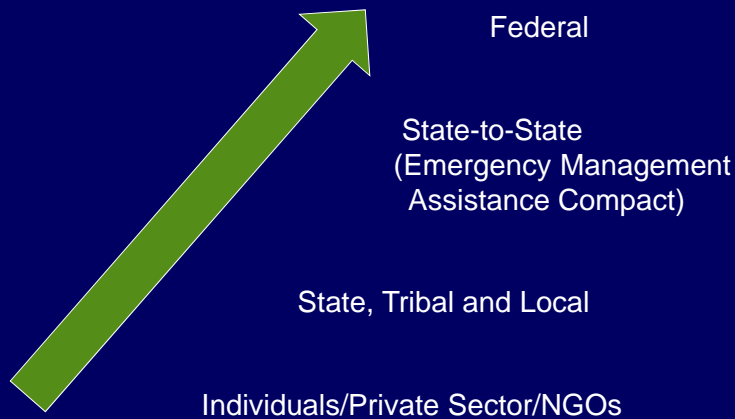 Federal
State-to-State
(Emergency Management
Assistance Compact)
State, Tribal and Local
Individuals/Private Sector/NGOs